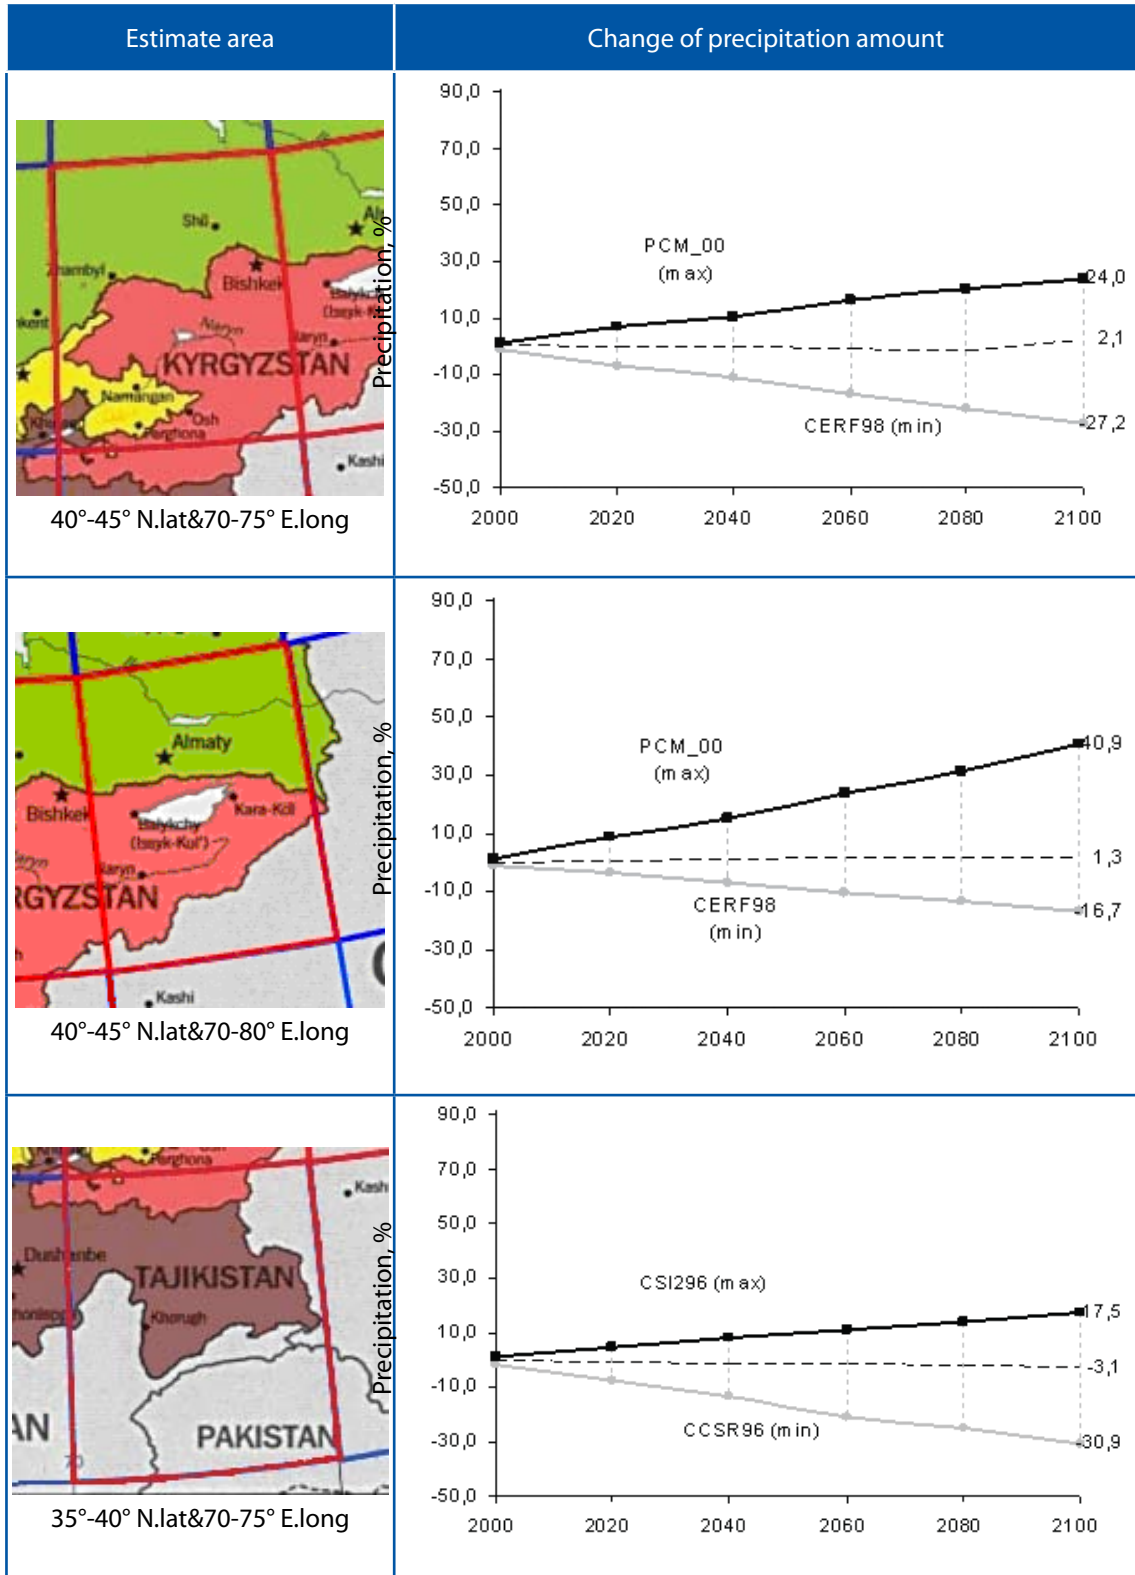 Estimate area
Change of precipitation amount
Shu
Zhambyl
Bishkek
Naryn
Naryn
KYRGYZSTAN
Namangan
Osh
Ferghona
Kashi
40°-45° N.lat&70-75° E.long
Precipitation, %
90,0
70,0
50,0
30,0
10,0
-10,0
-30,0
-50,0
PCM_00
(max)
24,0
2,1
CERF98 (min)
-27,2
2000 2020 2040 2060 2080 2100
Almaty
Bishkek
Balykchy
(Issyk-Kul')
Kara-Köl
Naryn
RGYZSTAN
Kashi
40°-45° N.lat&70-80° E.long
Precipitation, %
90,0
70,0
50,0
30,0
10,0
-10,0
-30,0
-50,0
PCM_00
(max)
40,9
1,3
CERF98
(min)
-16,7
2000 2020 2040 2060 2080 2100
Ferghona
Kash
Dushanbe
TAJIKISTAN
Khorugh
AN
PAKISTAN
70
35°-40° N.lat&70-75° E.long
Precipitation, %
90,0
70,0
50,0
30,0
10,0
-10,0
-30,0
-50,0
CSI296 (max)
17,5
-3,1
CCSR96 (min)
-30,9
2000 2020 2040 2060 2080 2100